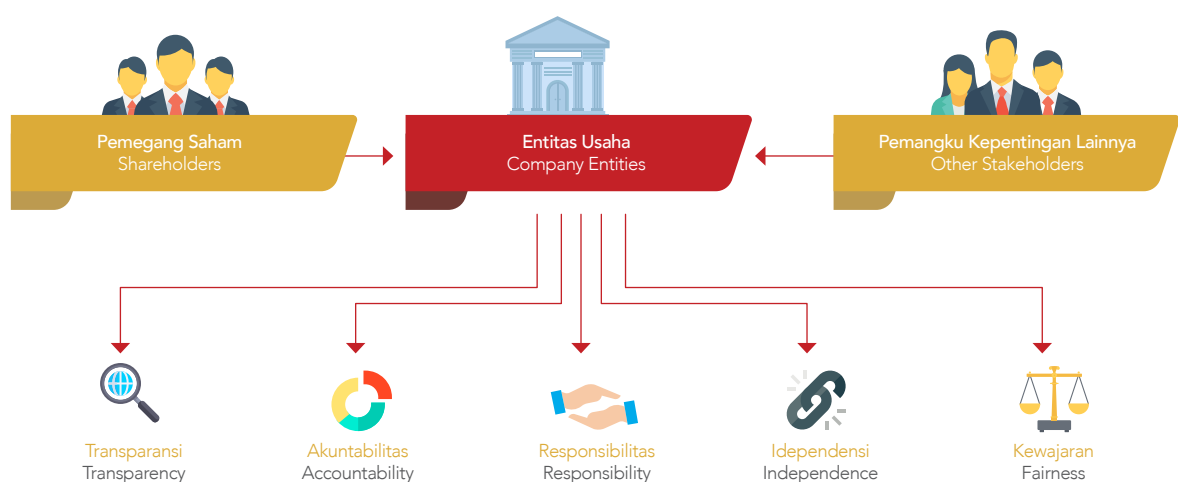 Pemegang Saham
Shareholders
Entitas Usaha
Company Entities
Pemangku Kepentingan Lainnya
Other Stakeholders
Transparansi
Transparency
Akuntabilitas
Accountability
Responsibilitas
Responsibility
Idependensi
Independence
Kewajaran
Fairness